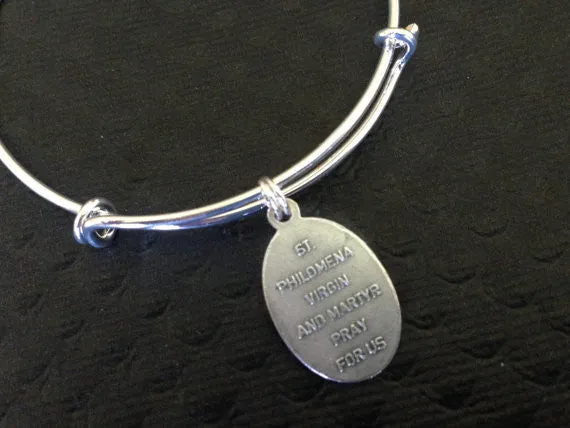 ST.
PHILOMENA
VIRGIN
AND MARTYR
PRAY
FOR US